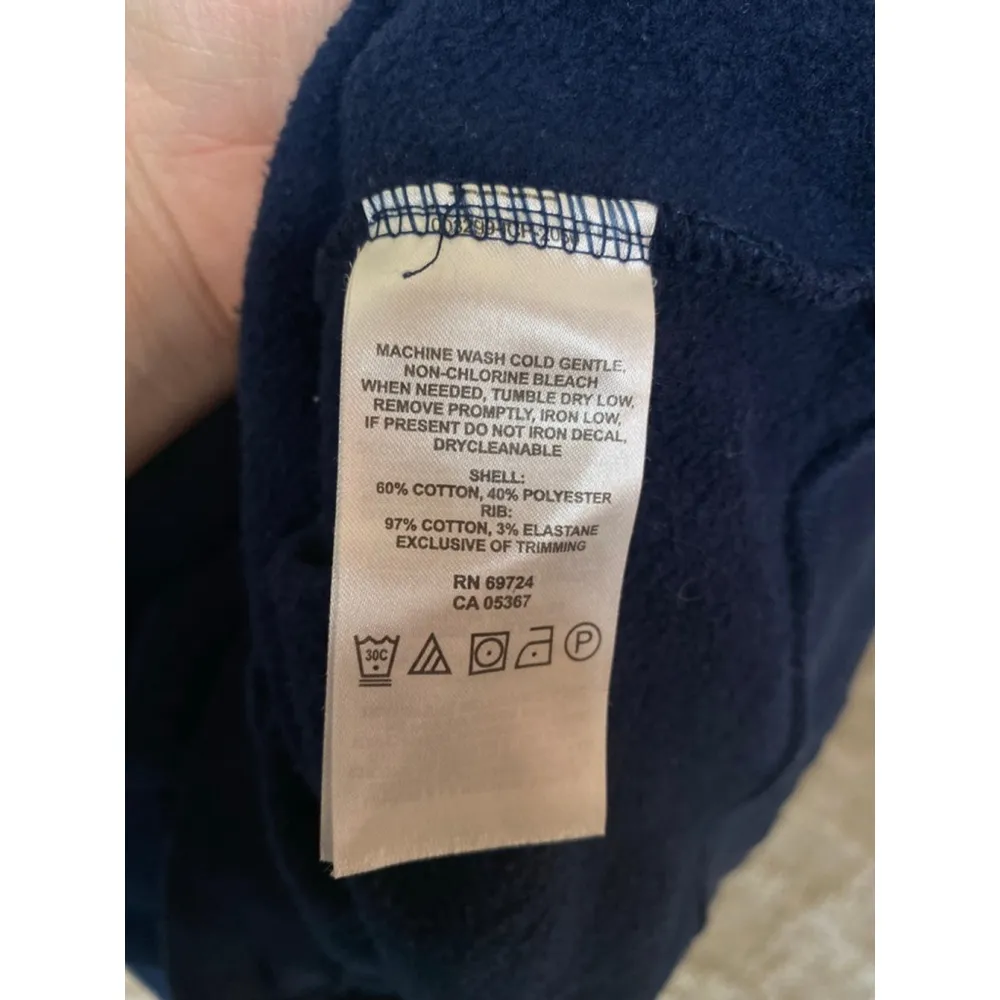 MACHINE WASH COLD GENTLE,
NON-CHLORINE BLEACH
WHEN NEEDED, TUMBLE DRY LOW,
REMOVE PROMPTLY, IRON LOW,
IF PRESENT DO NOT IRON DECAL,
DRYCLEANABLE
SHELL:
60% COTTON, 40% POLYESTER
RIB:
97% COTTON, 3% ELASTANE
EXCLUSIVE OF TRIMMING
RN 69724
CA 05367
30C P